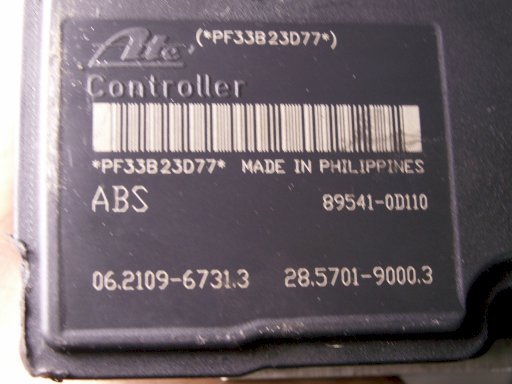 Ate (*PF33B23D77*)
Controller
*PF33B23D77* MADE IN PHILIPPINES
ABS 89541-0D110
06.2109-6731.3 28.5701-9000.3